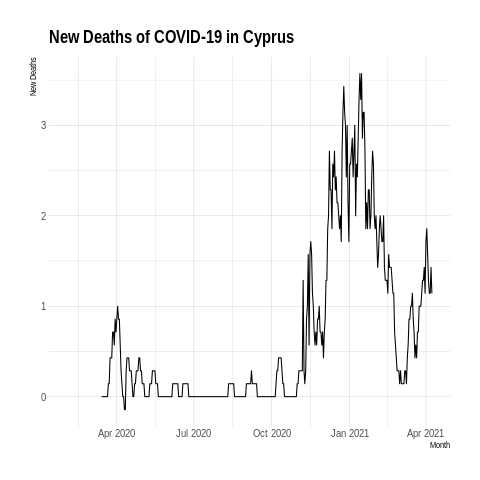 New Deaths of COVID-19 in Cyprus
New Deaths
3
2
1
0
Apr 2020 Jul 2020 Oct 2020 Jan 2021 Apr 2021
Month